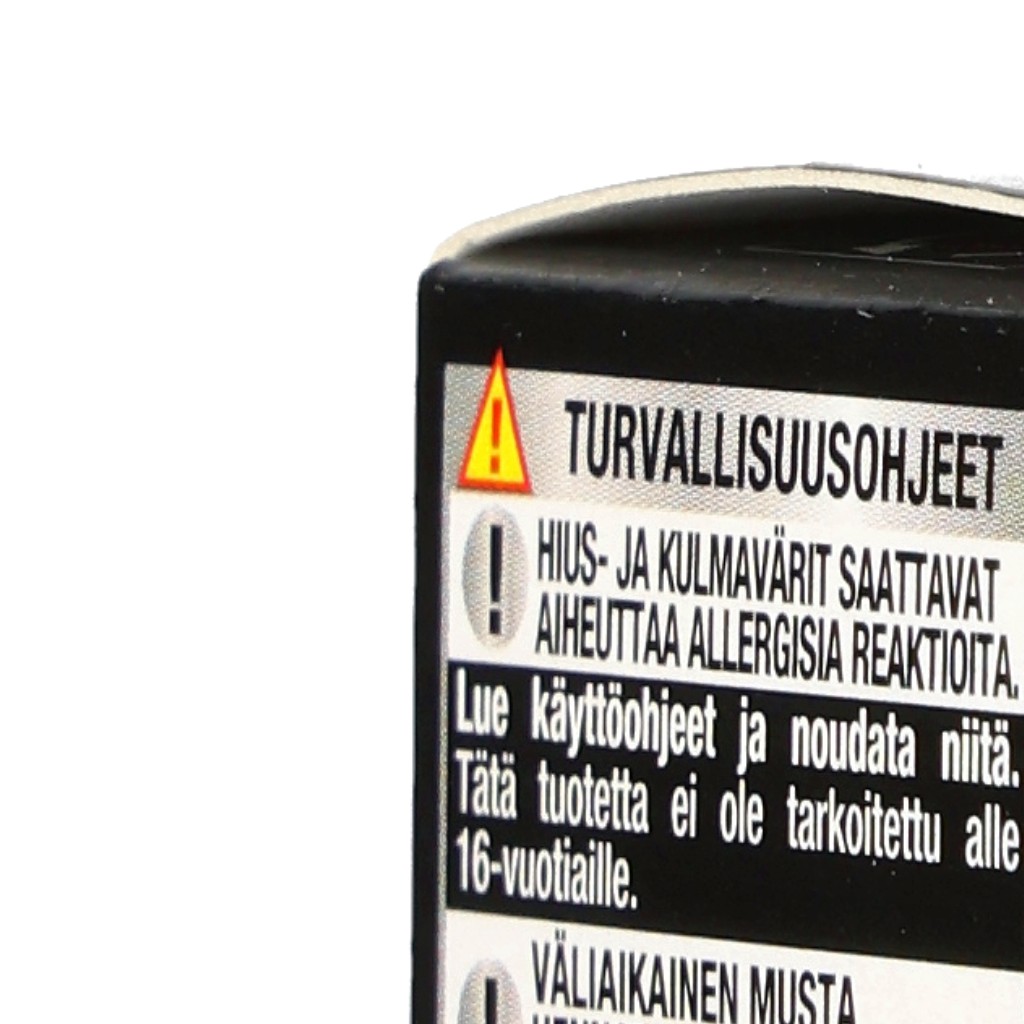 TURVALLISUUSOHJEET
HIUS- JA KULMAVÄRIT SAATTAVAT
AIHEUTTAA ALLERGISIA REAKTIOITA.
Lue käyttöohjeet ja noudata niitä.
Tätä tuotetta ei ole tarkoitettu alle
16-vuotiaille.
VÄLIAIKAINEN MUSTA